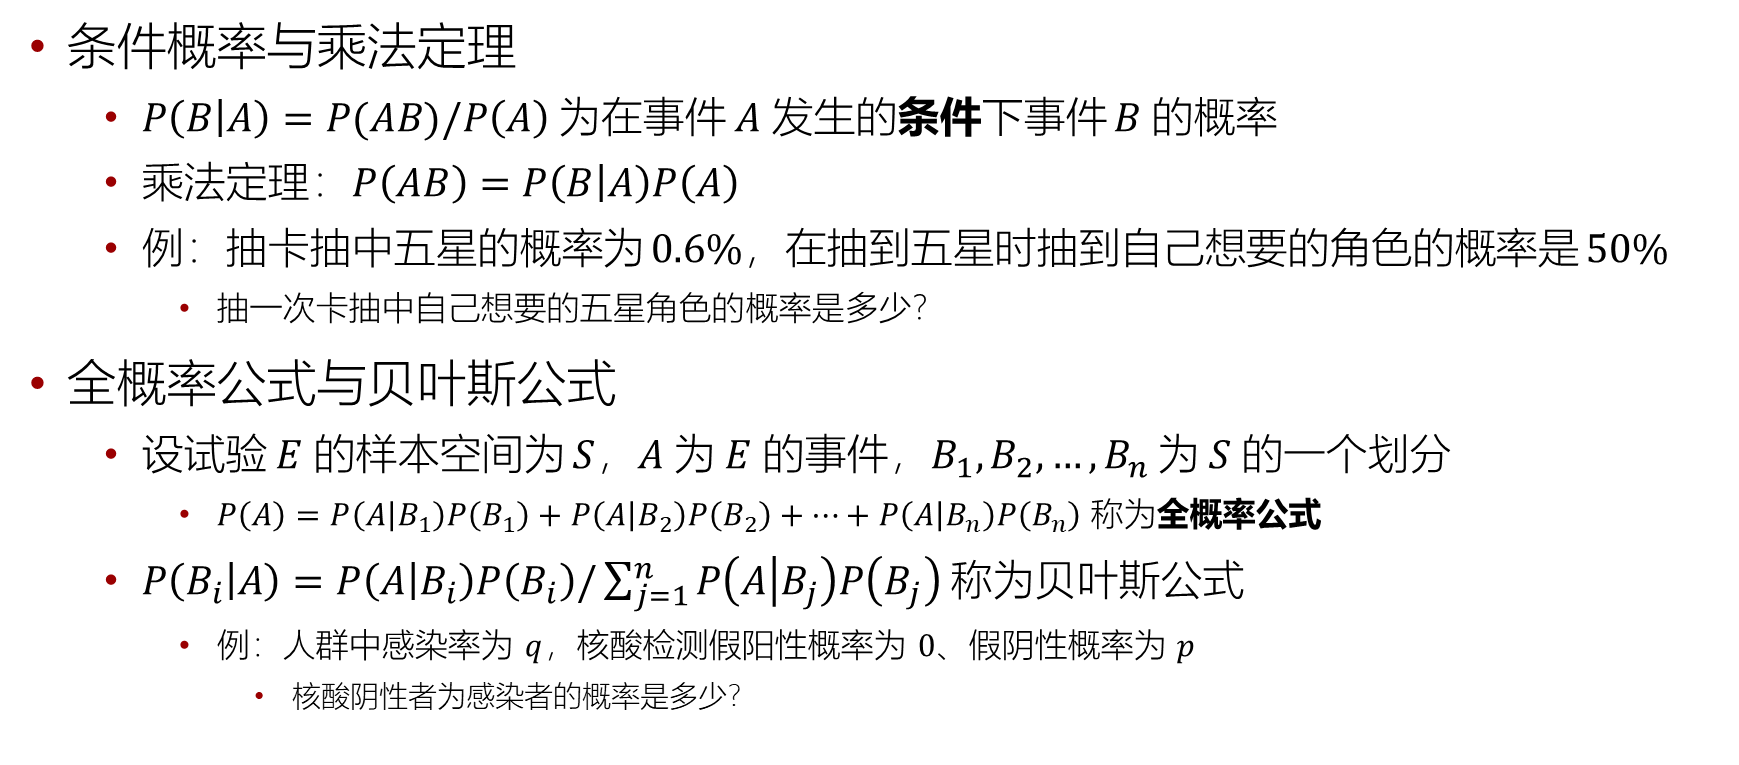 • 条件概率与乘法定理
• P(B|A) = P(AB)/P(A) 为在事件 A 发生的条件下事件 B 的概率
• 乘法定理：P(AB) = P(B|A)P(A)
• 例：抽卡抽中五星的概率为 0.6%，在抽到五星时抽到自己想要的角色的概率是 50%
• 抽一次卡抽中自己想要的五星角色的概率是多少？
• 全概率公式与贝叶斯公式
• 设试验 E 的样本空间为 S，A 为 E 的事件，B₁, B₂, …, Bₙ 为 S 的一个划分
• P(A) = P(A|B₁)P(B₁) + P(A|B₂)P(B₂) + ⋯ + P(A|Bₙ)P(Bₙ) 称为全概率公式
• P(Bᵢ|A) = P(A|Bᵢ)P(Bᵢ)/∑ⁿⱼ₌₁ P(A|Bⱼ)P(Bⱼ) 称为贝叶斯公式
• 例：人群中感染率为 q，核酸检测假阳性概率为 0、假阴性概率为 p
• 核酸阴性者为感染者的概率是多少？